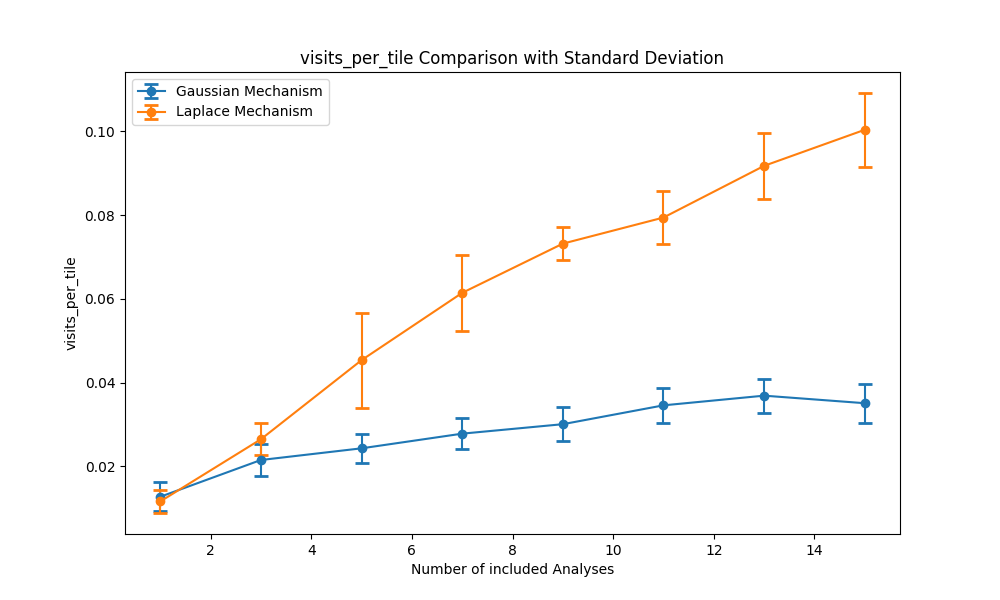 visits_per_tile Comparison with Standard Deviation
Gaussian Mechanism
Laplace Mechanism
0.10
0.08
0.06
0.04
0.02
visits_per_tile
2 4 6 8 10 12 14
Number of included Analyses